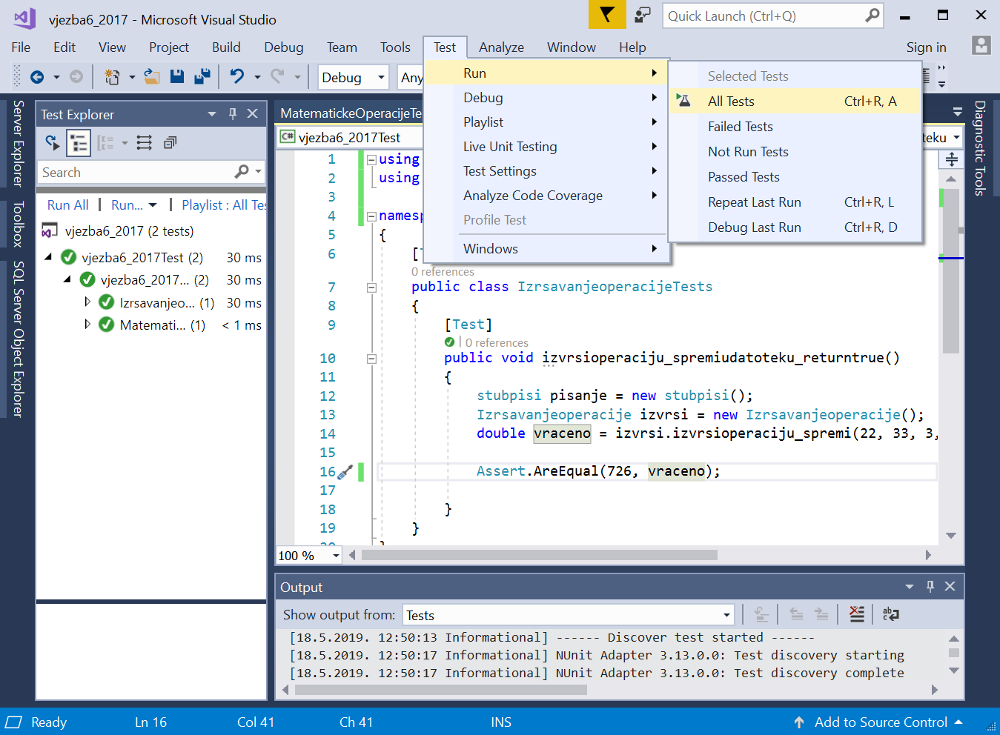 vjezba6_2017 - Microsoft Visual Studio
Quick Launch (Ctrl+Q)
File Edit View Project Build Debug Team Tools Test Analyze Window Help Sign in
Debug Any
Run
Debug
Playlist
Live Unit Testing
Test Settings
Analyze Code Coverage
Profile Test
Windows
Selected Tests
All Tests Ctrl+R, A
Failed Tests
Not Run Tests
Passed Tests
Repeat Last Run Ctrl+R, L
Debug Last Run Ctrl+R, D
Server Explorer
Toolbox
SQL Server Object Explorer
Test Explorer
Search
Run All | Run... | Playlist : All Tes
vjezba6_2017 (2 tests)
vjezba6_2017Test (2) 30 ms
vjezba6_2017... (2) 30 ms
Izrsavanjeo... (1) 30 ms
Matemati... (1) < 1 ms
MatematickeOperacijeTe
C# vjezba6_2017Test
teku
Diagnostic Tools
1 using
2 using
3
4 namesp
5 {
6 [
0 references
7 public class IzrsavanjeoperacijeTests
8 {
9 [Test]
| 0 references
10 public void izvrsioperaciju_spremiudatoteku_returntrue()
11 {
12 stubpisi pisanje = new stubpisi();
13 Izrsavanjeoperacije izvrsi = new Izrsavanjeoperacije();
14 double vraceno = izvrsi.izvrsioperaciju_spremi(22, 33, 3,
15
16 Assert.AreEqual(726, vraceno);
17
18 }
19 }
20 }
100 %
Output
Show output from: Tests
[18.5.2019. 12:50:13 Informational] ------ Discover test started ------
[18.5.2019. 12:50:17 Informational] NUnit Adapter 3.13.0.0: Test discovery starting
[18.5.2019. 12:50:17 Informational] NUnit Adapter 3.13.0.0: Test discovery complete
Ready Ln 16 Col 41 Ch 41 INS Add to Source Control